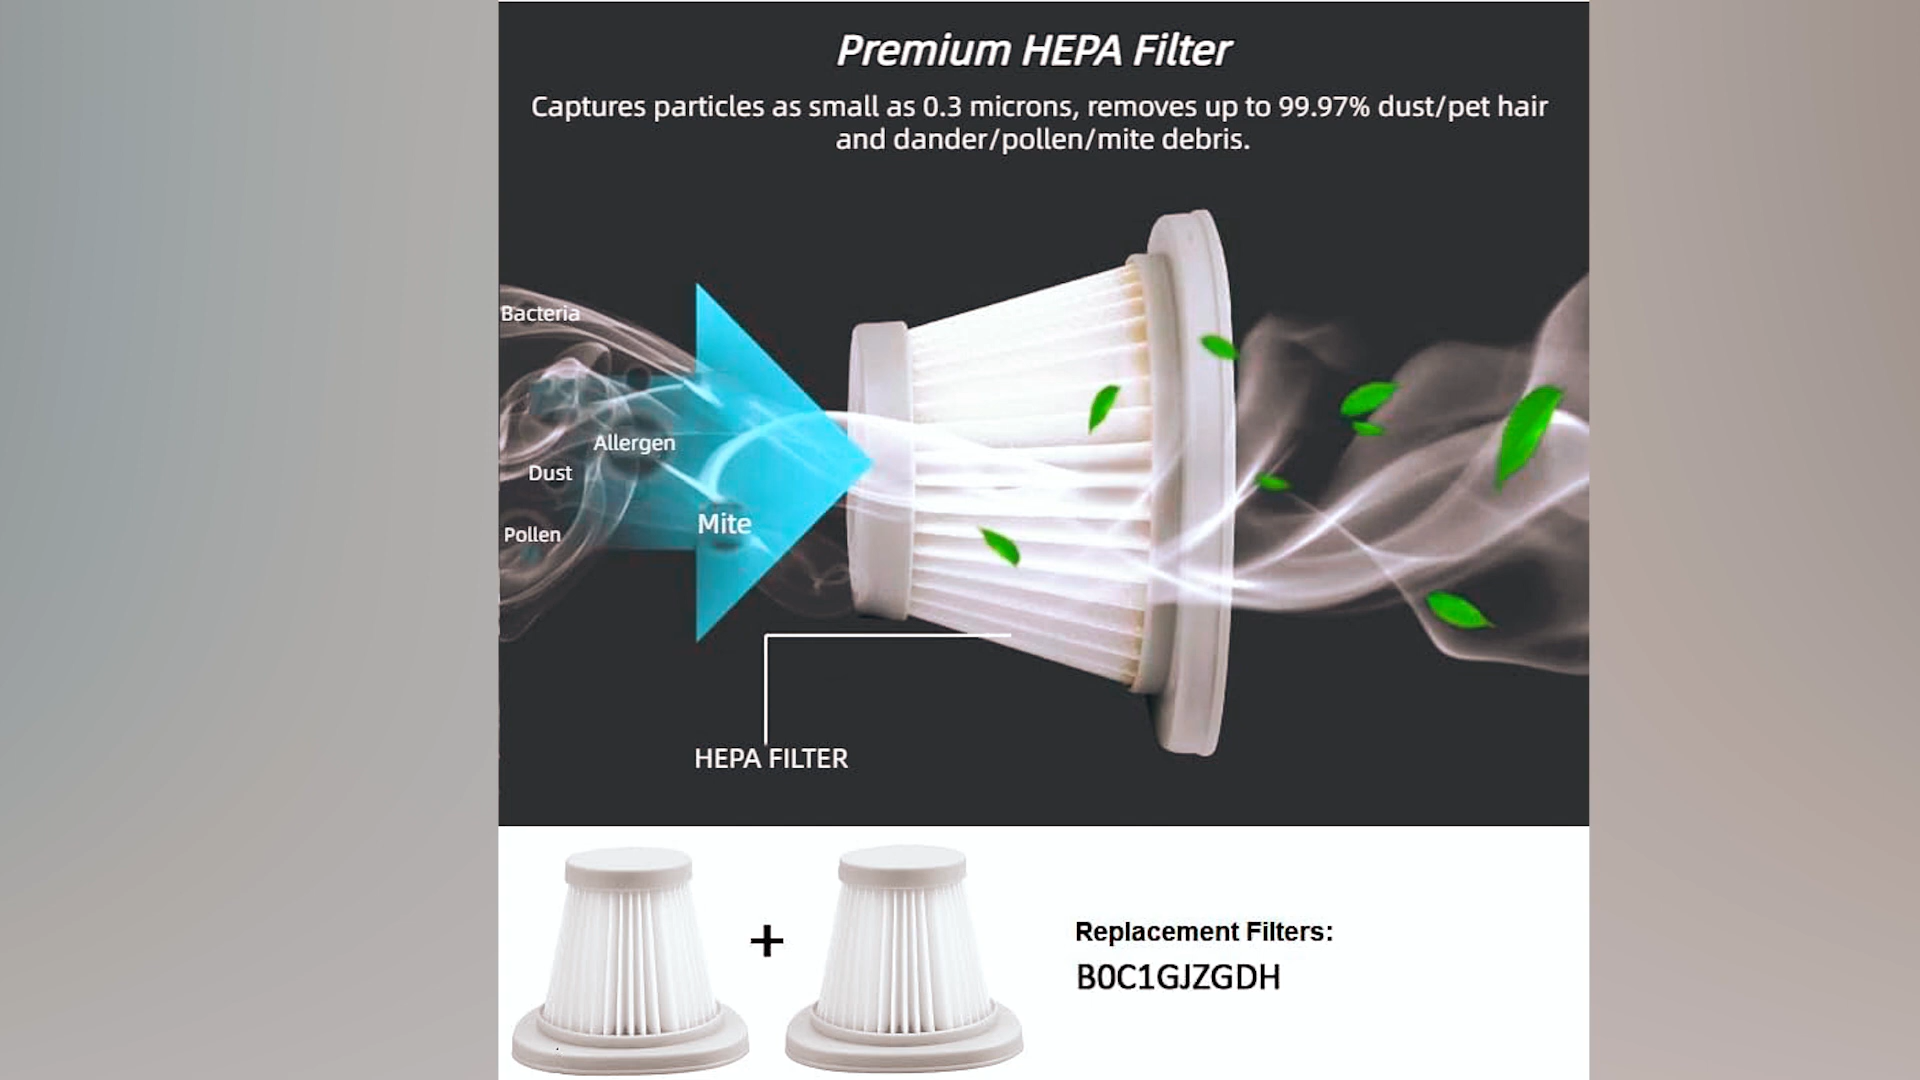 Premium HEPA Filter
Captures particles as small as 0.3 microns, removes up to 99.97% dust/pet hair
and dander/pollen/mite debris.
Bacteria
Allergen
Dust
Mite
Pollen
HEPA FILTER
+
Replacement Filters:
B0C1GJZGDH